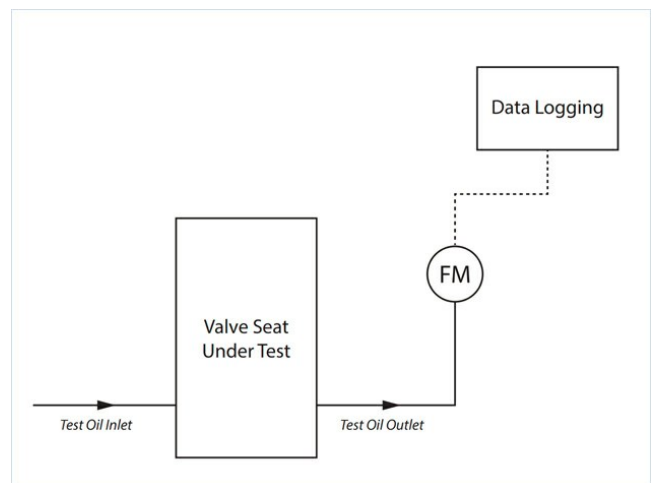 Data Logging
FM
Valve Seat
Under Test
Test Oil Inlet
Test Oil Outlet